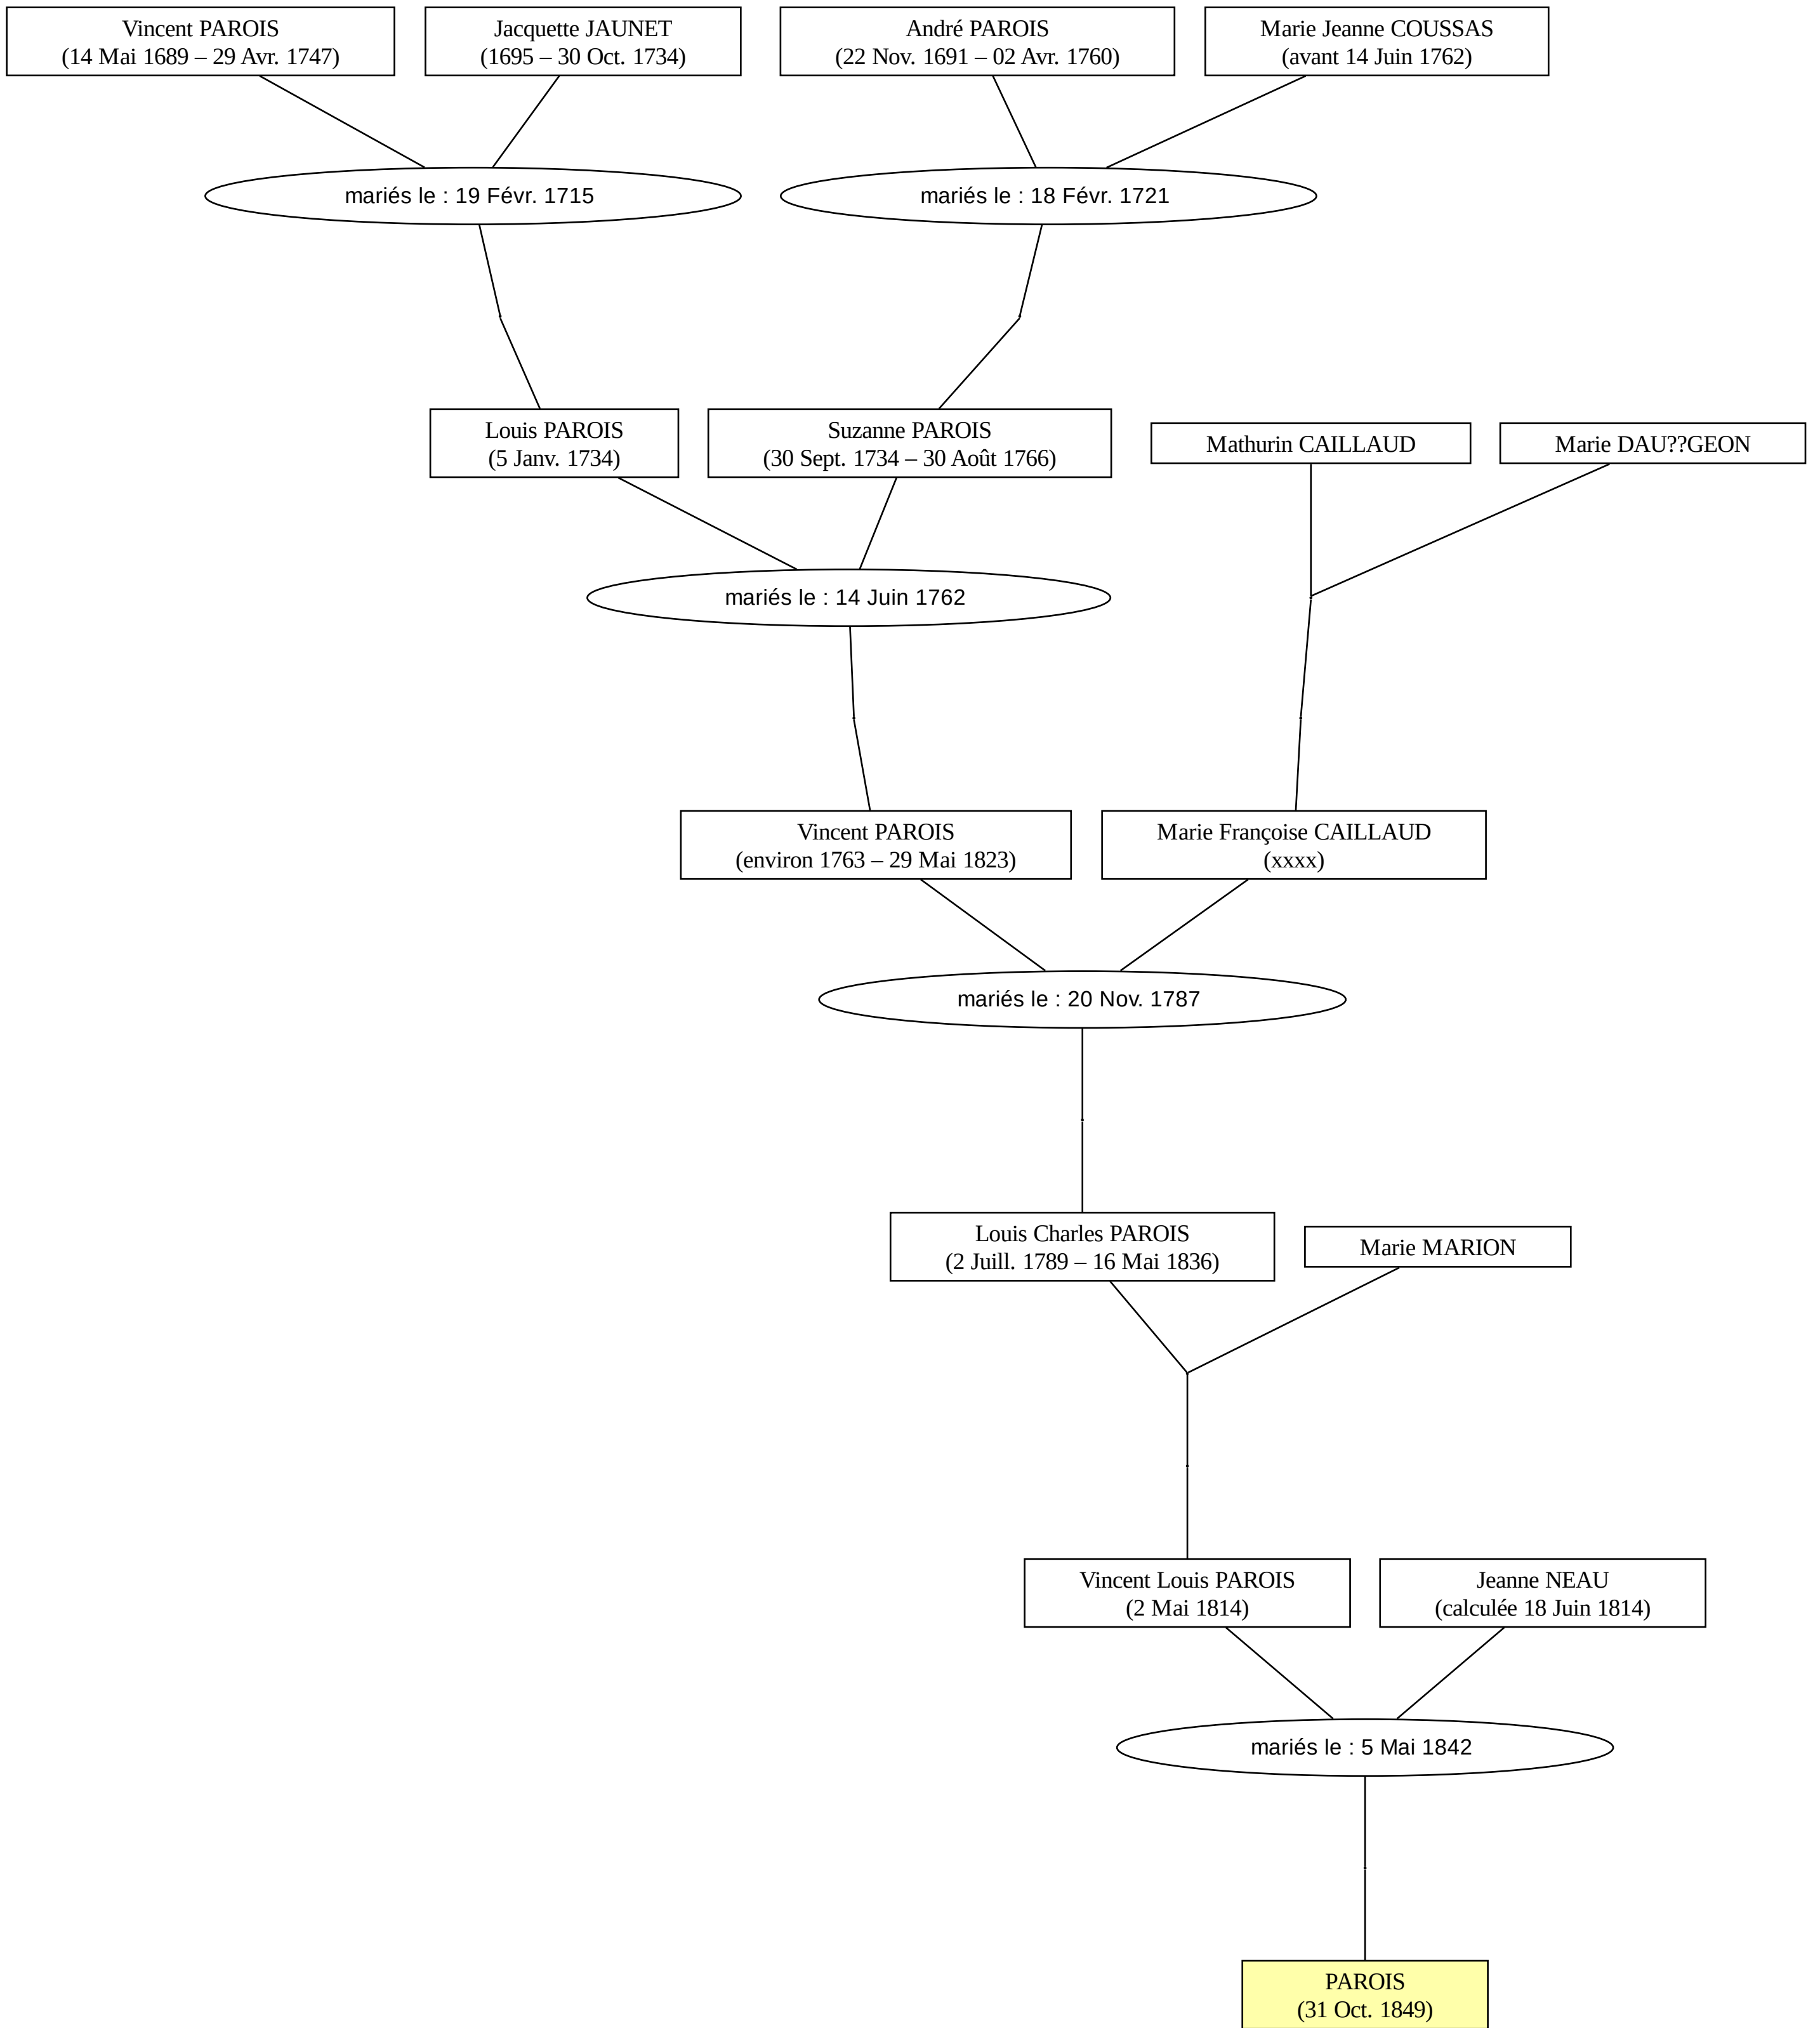 Vincent PAROIS
(14 Mai 1689 – 29 Avr. 1747)
Jacquette JAUNET
(1695 – 30 Oct. 1734)
André PAROIS
(22 Nov. 1691 – 02 Avr. 1760)
Marie Jeanne COUSSAS
(avant 14 Juin 1762)
mariés le : 19 Févr. 1715
mariés le : 18 Févr. 1721
Louis PAROIS
(5 Janv. 1734)
Suzanne PAROIS
(30 Sept. 1734 – 30 Août 1766)
Mathurin CAILLAUD
Marie DAU??GEON
mariés le : 14 Juin 1762
Vincent PAROIS
(environ 1763 – 29 Mai 1823)
Marie Françoise CAILLAUD
(xxxx)
mariés le : 20 Nov. 1787
Louis Charles PAROIS
(2 Juill. 1789 – 16 Mai 1836)
Marie MARION
Vincent Louis PAROIS
(2 Mai 1814)
Jeanne NEAU
(calculée 18 Juin 1814)
mariés le : 5 Mai 1842
PAROIS
(31 Oct. 1849)